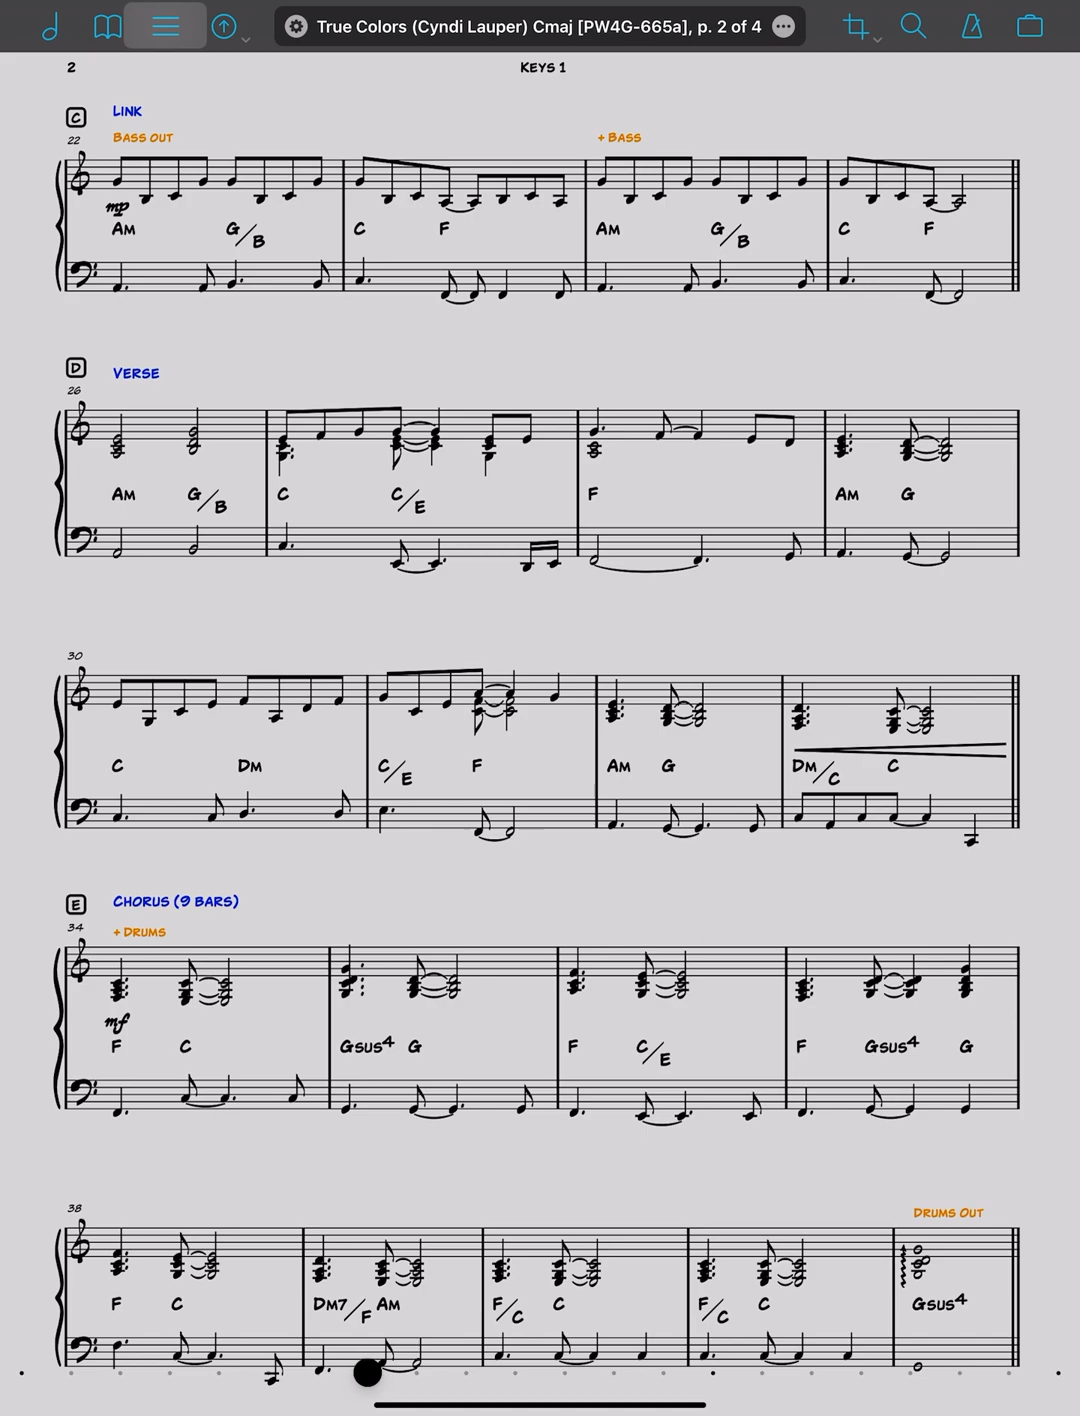 True Colors (Cyndi Lauper) Cmaj [PW4G-665a], p. 2 of 4
2 Keys 1
C Link
22 Bass out + Bass
mp
Am G/B C F Am G/B C F
D Verse
26
Am G/B C C/E F Am G
30
C Dm C/E F Am G Dm/C C
E Chorus (9 bars)
34 + Drums
mf
F C Gsus4 G F C/E F Gsus4 G
38 Drums Out
F C Dm7/F Am F/C C F/C C Gsus4